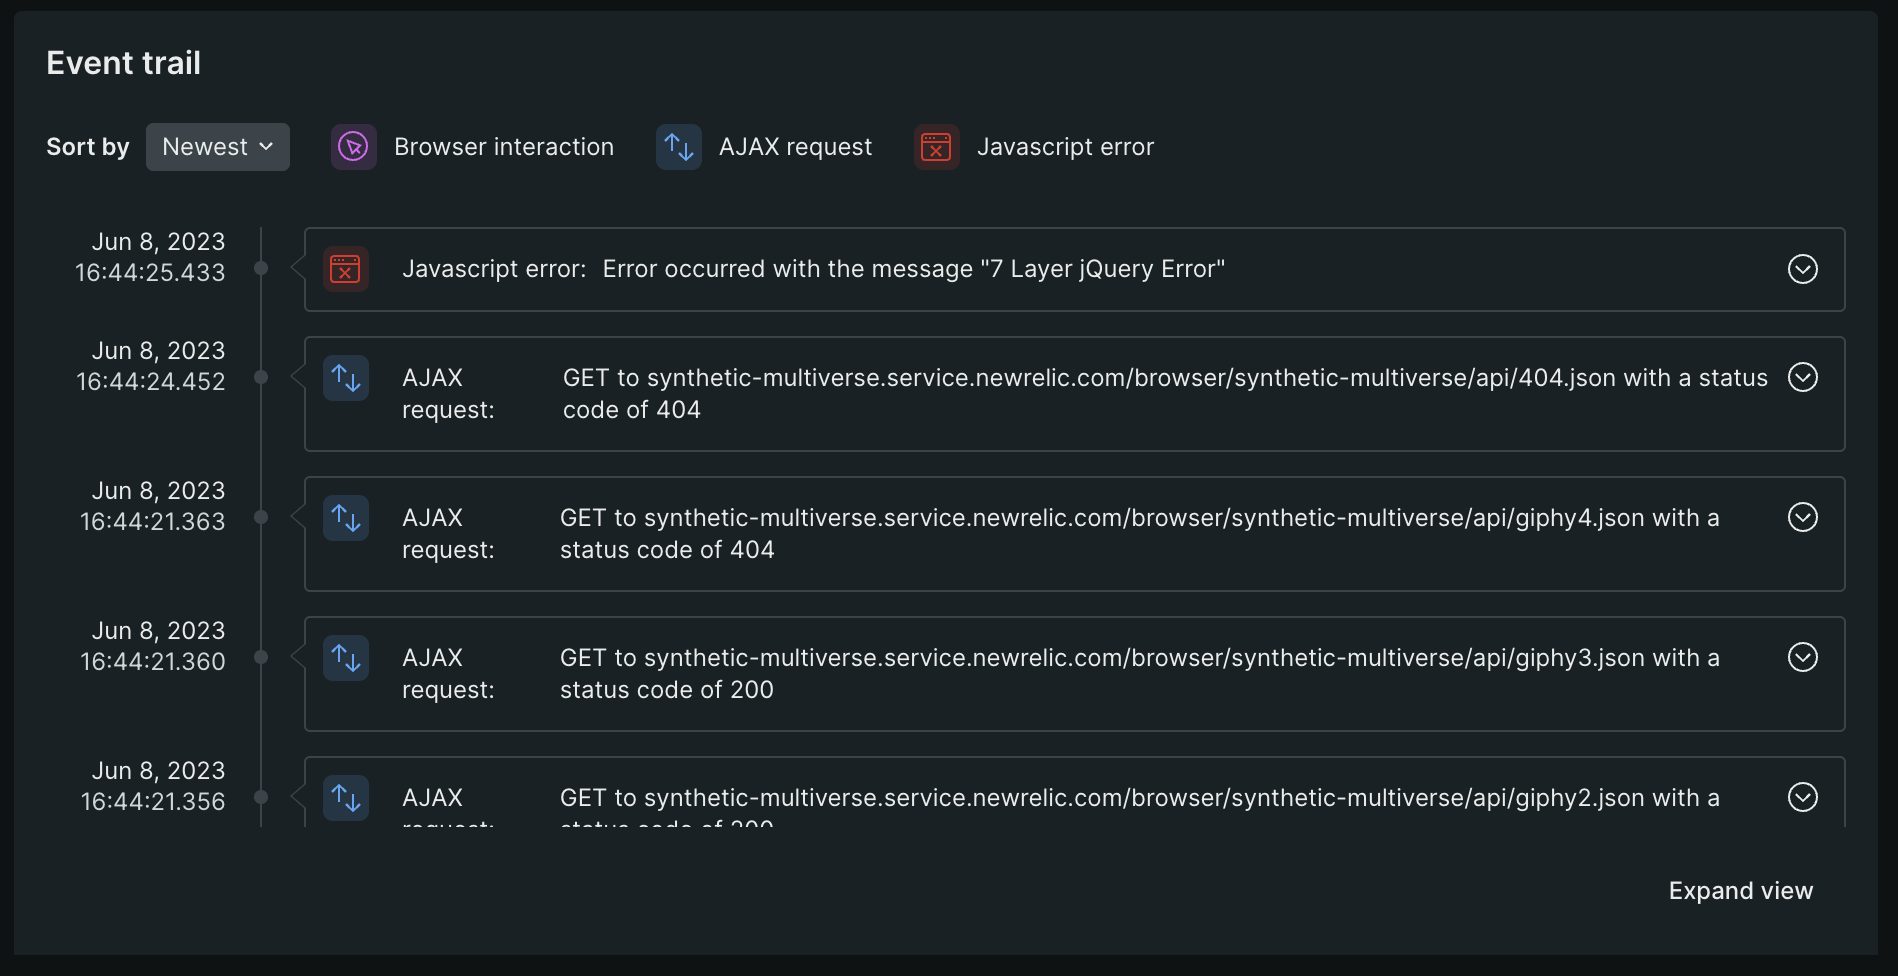 Event trail
Sort by Newest Browser interaction AJAX request Javascript error
Jun 8, 2023
16:44:25.433
Javascript error: Error occurred with the message "7 Layer jQuery Error"
Jun 8, 2023
16:44:24.452
AJAX request: GET to synthetic-multiverse.service.newrelic.com/browser/synthetic-multiverse/api/404.json with a status
code of 404
Jun 8, 2023
16:44:21.363
AJAX request: GET to synthetic-multiverse.service.newrelic.com/browser/synthetic-multiverse/api/giphy4.json with a
status code of 404
Jun 8, 2023
16:44:21.360
AJAX request: GET to synthetic-multiverse.service.newrelic.com/browser/synthetic-multiverse/api/giphy3.json with a
status code of 200
Jun 8, 2023
16:44:21.356
AJAX request: GET to synthetic-multiverse.service.newrelic.com/browser/synthetic-multiverse/api/giphy2.json with a
status code of 200
Expand view